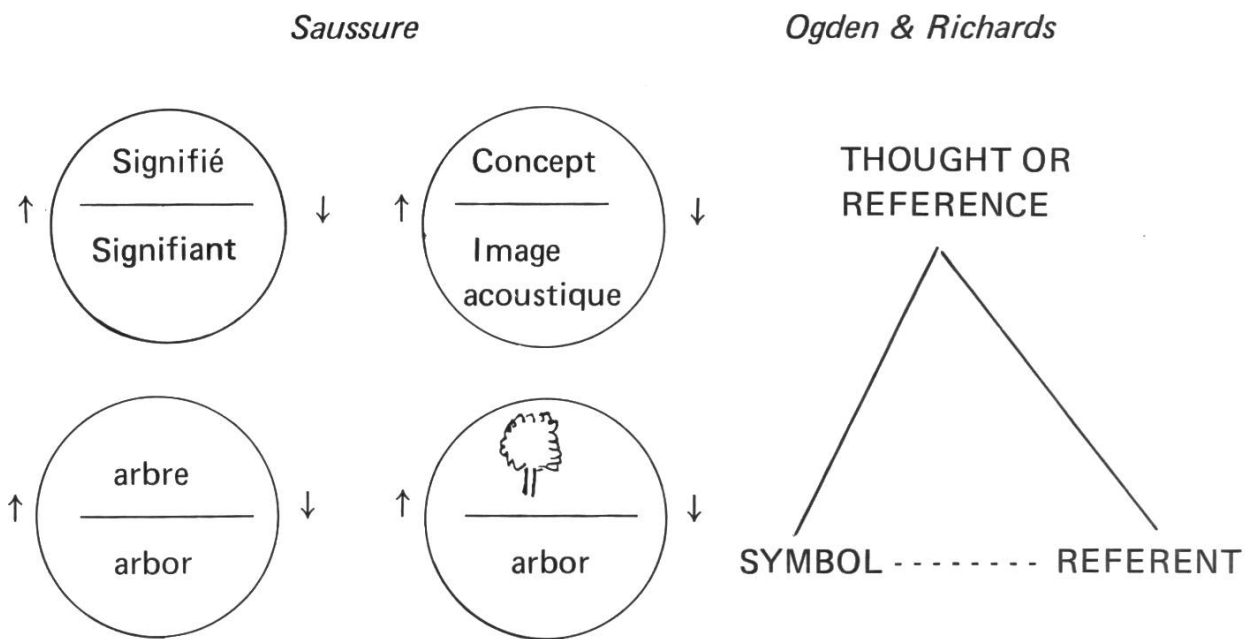 Saussure
Ogden & Richards
Signifié
Signifiant
Concept
Image
acoustique
THOUGHT OR
REFERENCE
arbre
arbor
arbor
SYMBOL - - - - - - - - REFERENT